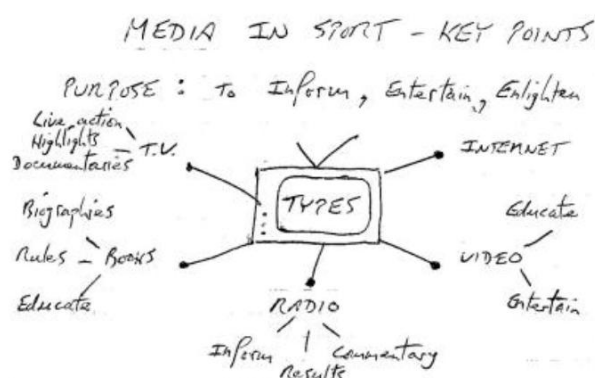 MEDIA IN SPORT - KEY POINTS
PURPOSE : To Inform, Entertain, Enlighten
Live action
Highlights
Documentaries
T.V.
INTERNET
TYPES
Biographies
Rules - Books
Educate
Educate
VIDEO
Entertain
RADIO
Inform
Results
Commentary